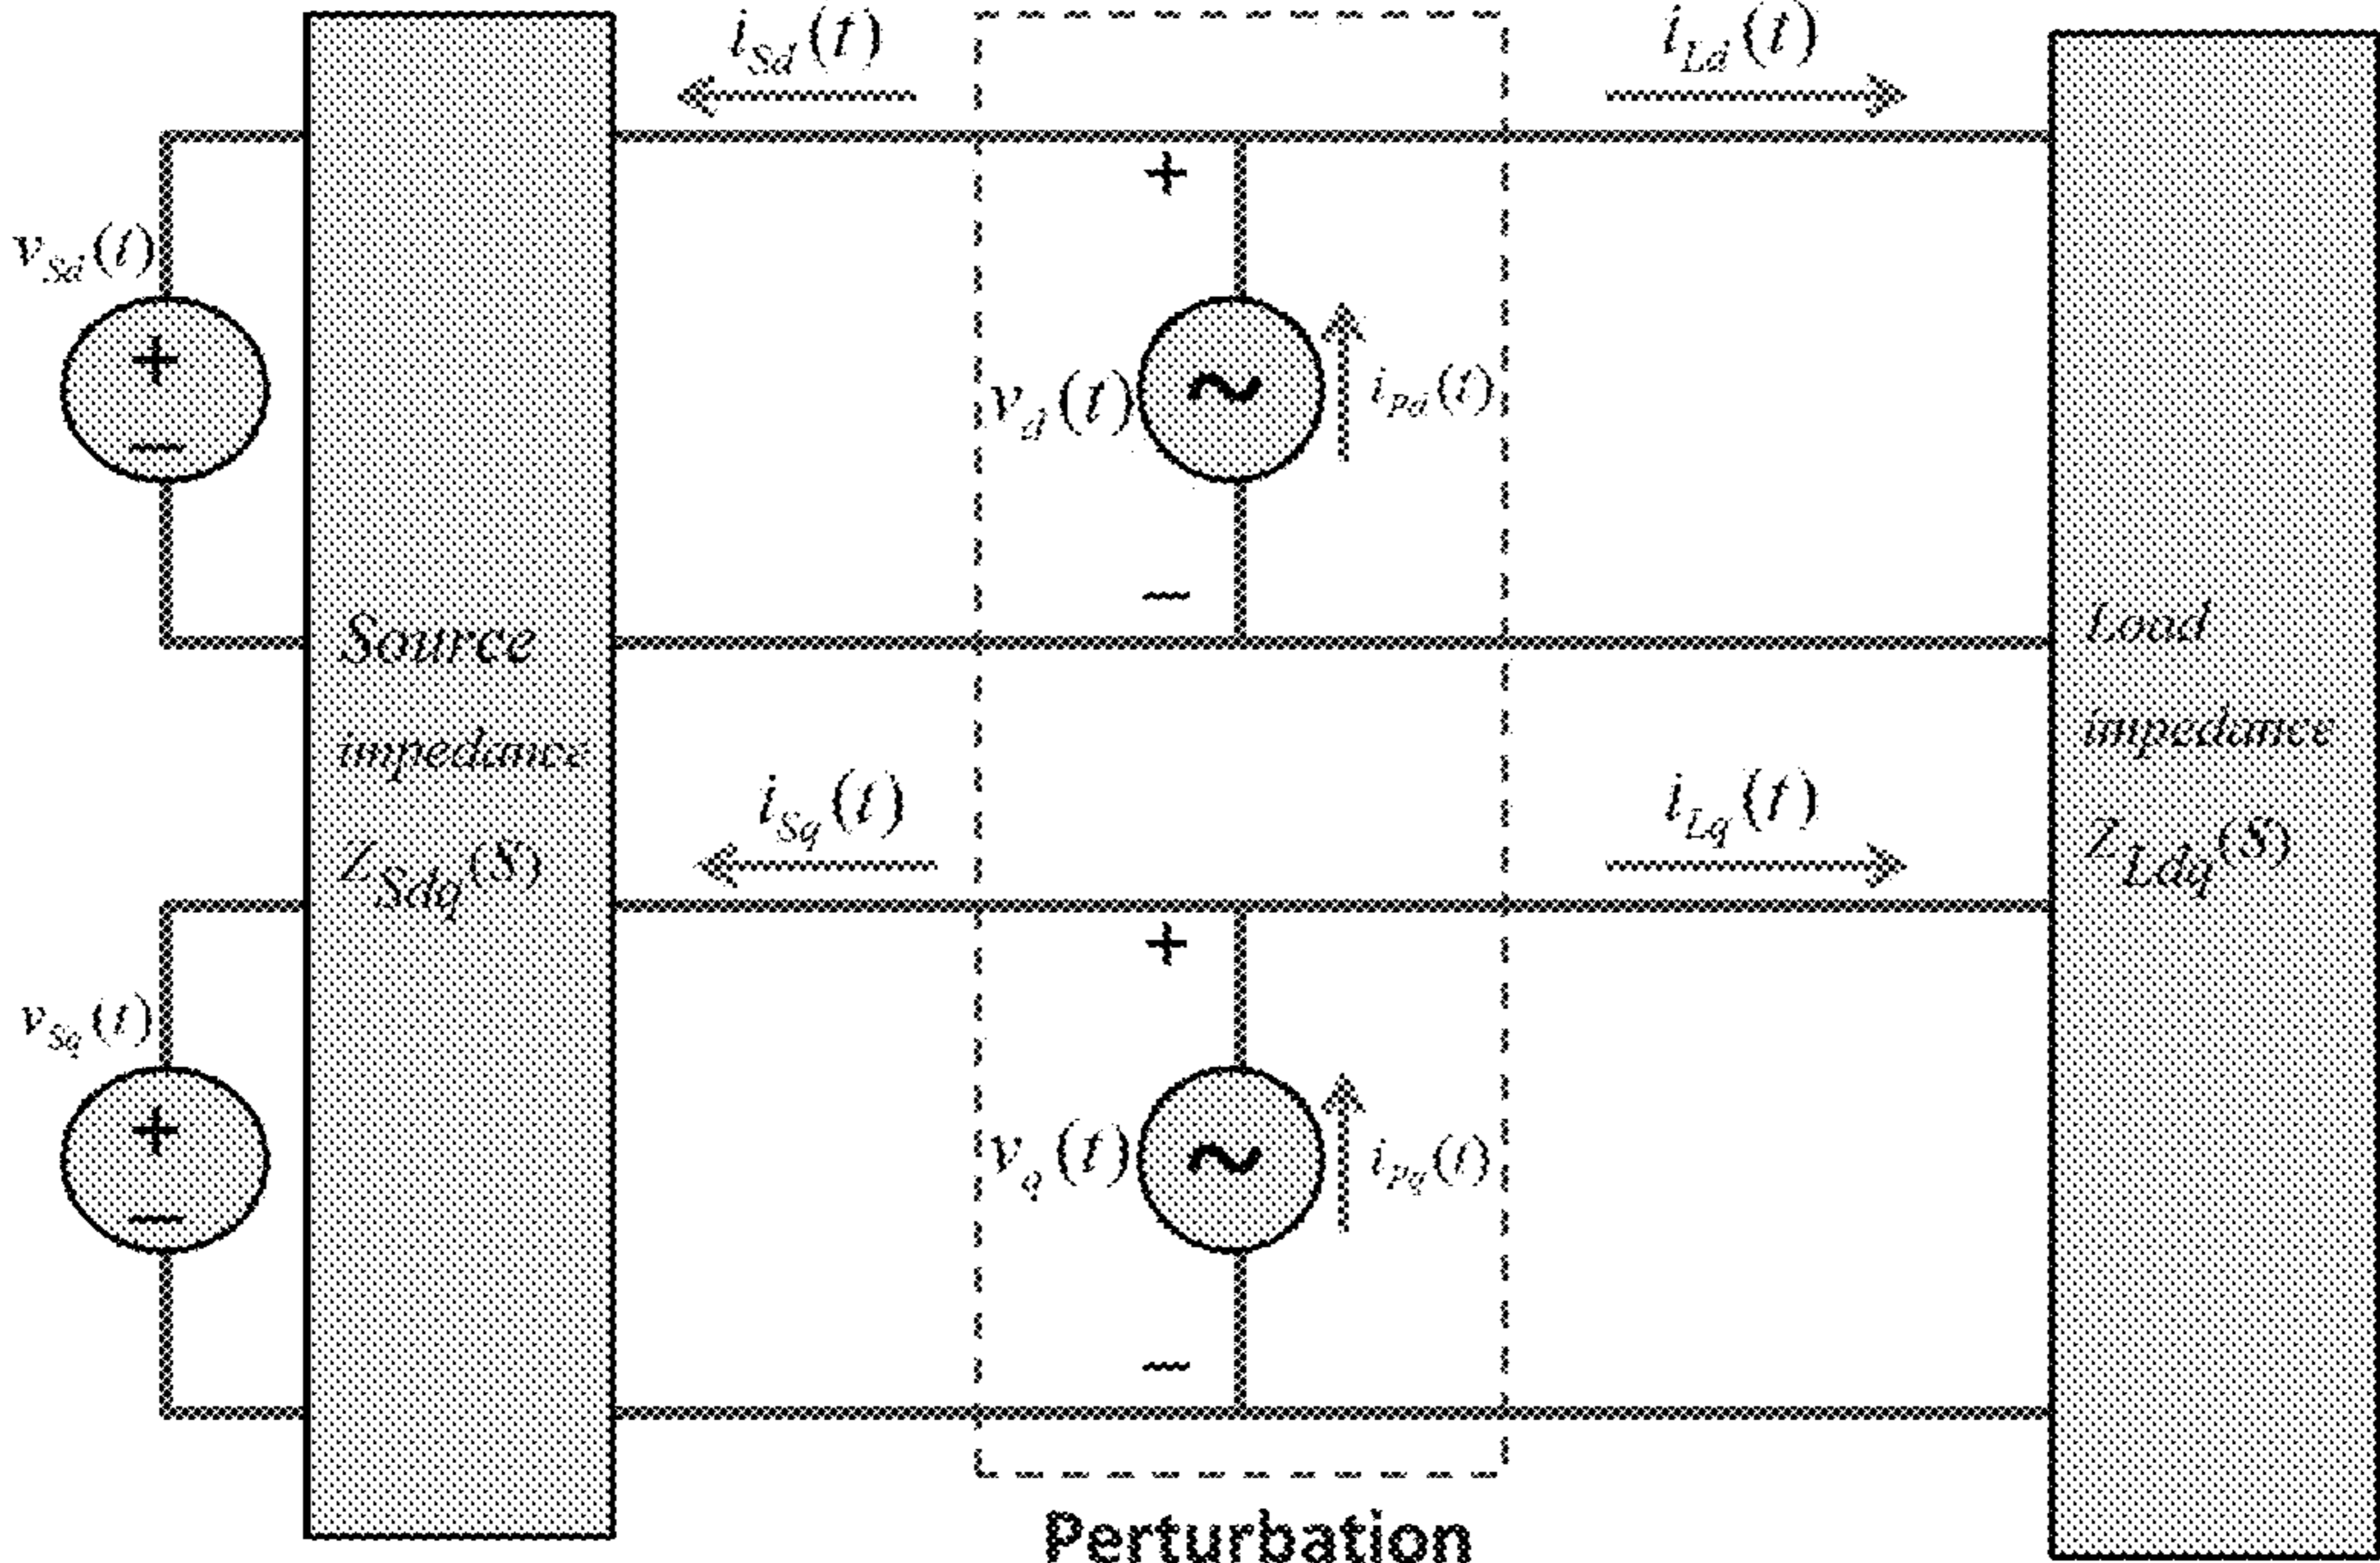 i_Sd(t)
i_Ld(t)
v_Sd(t)
+
+
−
v_d(t)
~
i_Pd(t)
−
Source
impedance
Z_Sdq(S)
Load
impedance
Z_Ldq(S)
i_Sq(t)
i_Lq(t)
v_Sq(t)
+
+
−
v_q(t)
~
i_Pq(t)
−
Perturbation